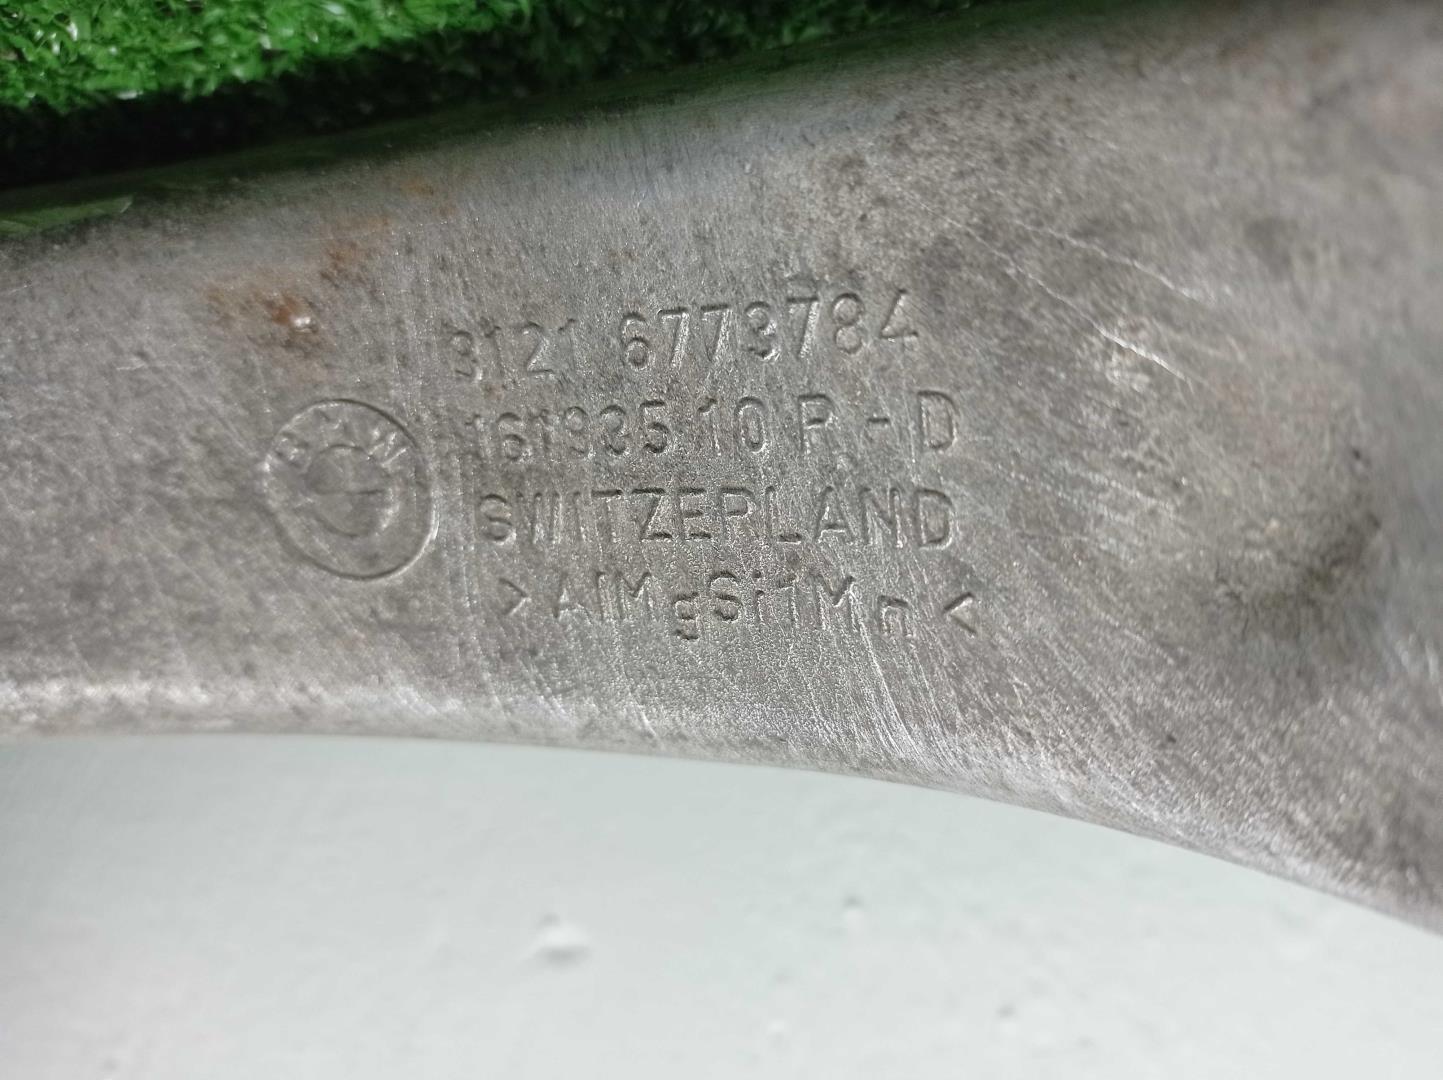 BMW
3121 6773784
161935 10 R - D
SWITZERLAND
>AlMgSi1Mn<